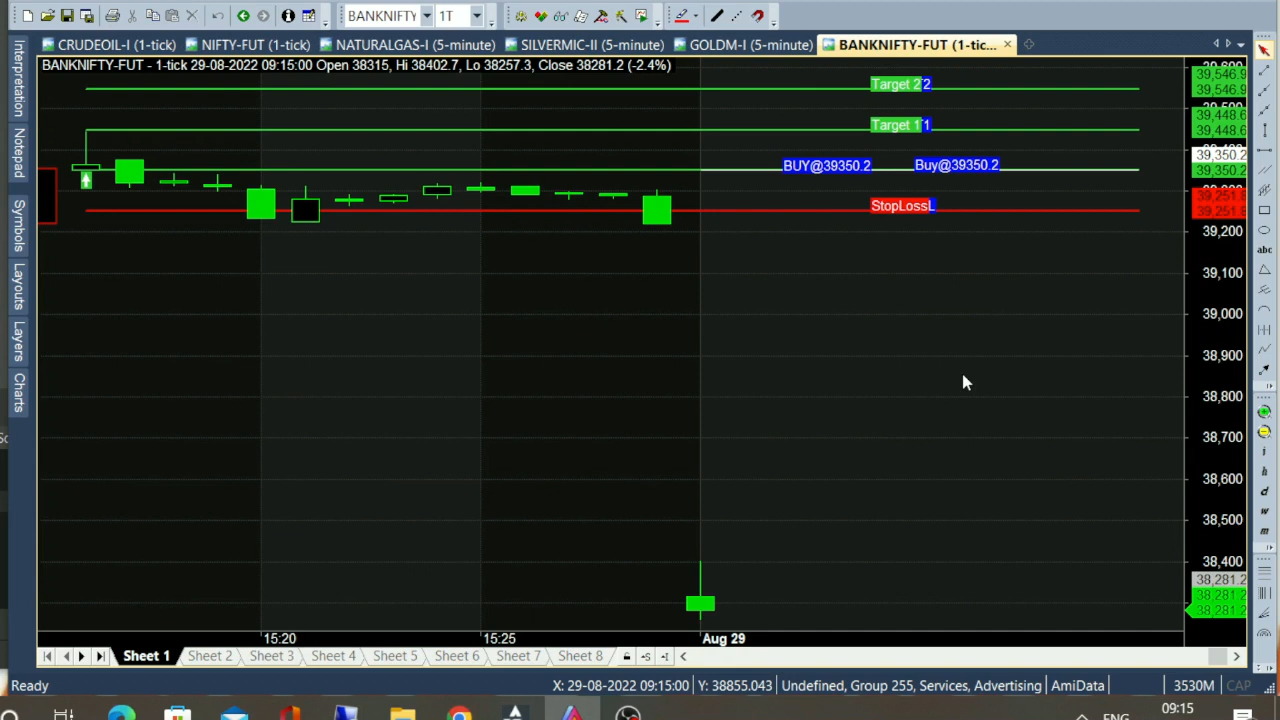 BANKNIFTY 1T
CRUDEOIL-I (1-tick) NIFTY-FUT (1-tick) NATURALGAS-I (5-minute) SILVERMIC-II (5-minute) GOLDM-I (5-minute) BANKNIFTY-FUT (1-tic...
BANKNIFTY-FUT - 1-tick 29-08-2022 09:15:00 Open 38315, Hi 38402.7, Lo 38257.3, Close 38281.2 (-2.4%)
Interpretation
Notepad
Symbols
Layouts
Layers
Charts
Target 2
Target 1
BUY@39350.2 Buy@39350.2
StopLoss
39,546.9
39,546.9
39,448.6
39,448.6
39,350.2
39,350.2
39,251.8
39,251.8
39,200
39,100
39,000
38,900
38,800
38,700
38,600
38,500
38,400
38,281.2
38,281.2
38,281.2
abc
i
h
d
w
m
15:20 15:25 Aug 29
Sheet 1 Sheet 2 Sheet 3 Sheet 4 Sheet 5 Sheet 6 Sheet 7 Sheet 8
Ready X: 29-08-2022 09:15:00 Y: 38855.043 Undefined, Group 255, Services, Advertising AmiData 3530M CAP
ENG 09:15